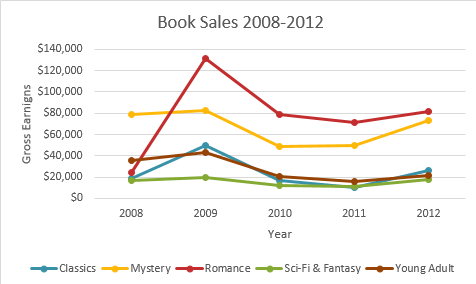 Book Sales 2008-2012
Gross Earnigns
$140,000
$120,000
$100,000
$80,000
$60,000
$40,000
$20,000
$0
2008 2009 2010 2011 2012
Year
Classics Mystery Romance Sci-Fi & Fantasy Young Adult